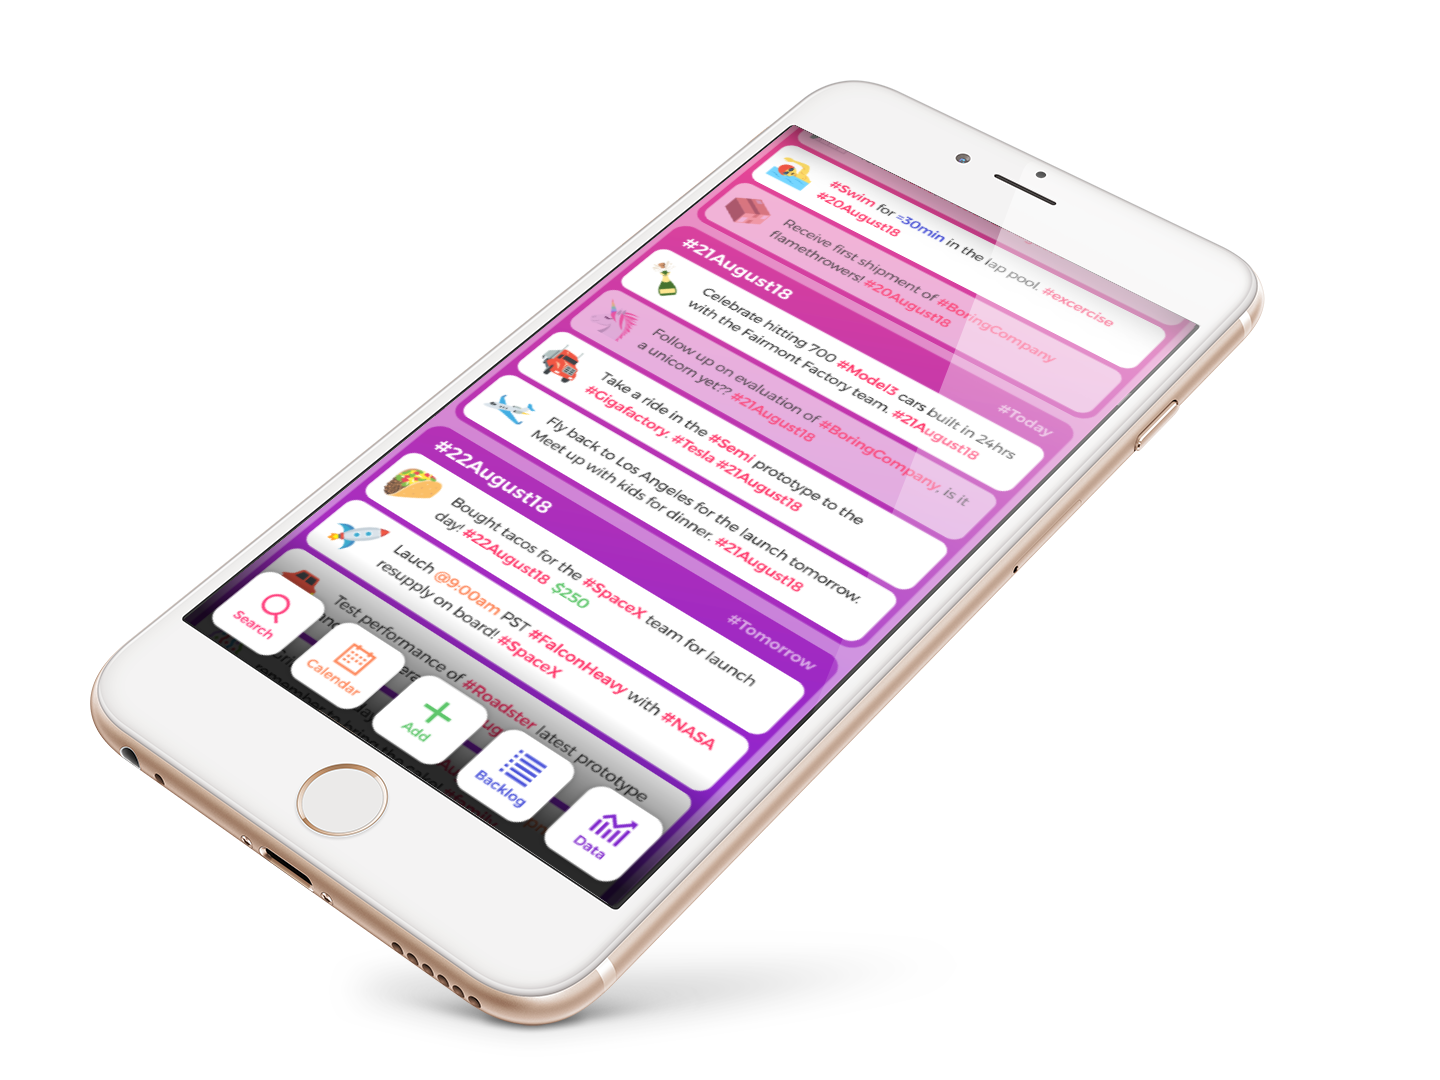 #Swim for =30min in the lap pool. #excercise
#20August18
Receive first shipment of #BoringCompany
flamethrowers! #20August18
#21August18
#Today
Celebrate hitting 700 #Model3 cars built in 24hrs
with the Fairmont Factory team. #21August18
Follow up on evaluation of #BoringCompany, is it
a unicorn yet?? #21August18
Take a ride in the #Semi prototype to the
#Gigafactory. #Tesla #21August18
Fly back to Los Angeles for the launch tomorrow.
Meet up with kids for dinner. #21August18
#22August18
#Tomorrow
Bought tacos for the #SpaceX team for launch
day! #22August18 $250
Lauch @9:00am PST #FalconHeavy with #NASA
resupply on board! #SpaceX
Test performance of #Roadster latest prototype
Search
Calendar
Add
Backlog
Data